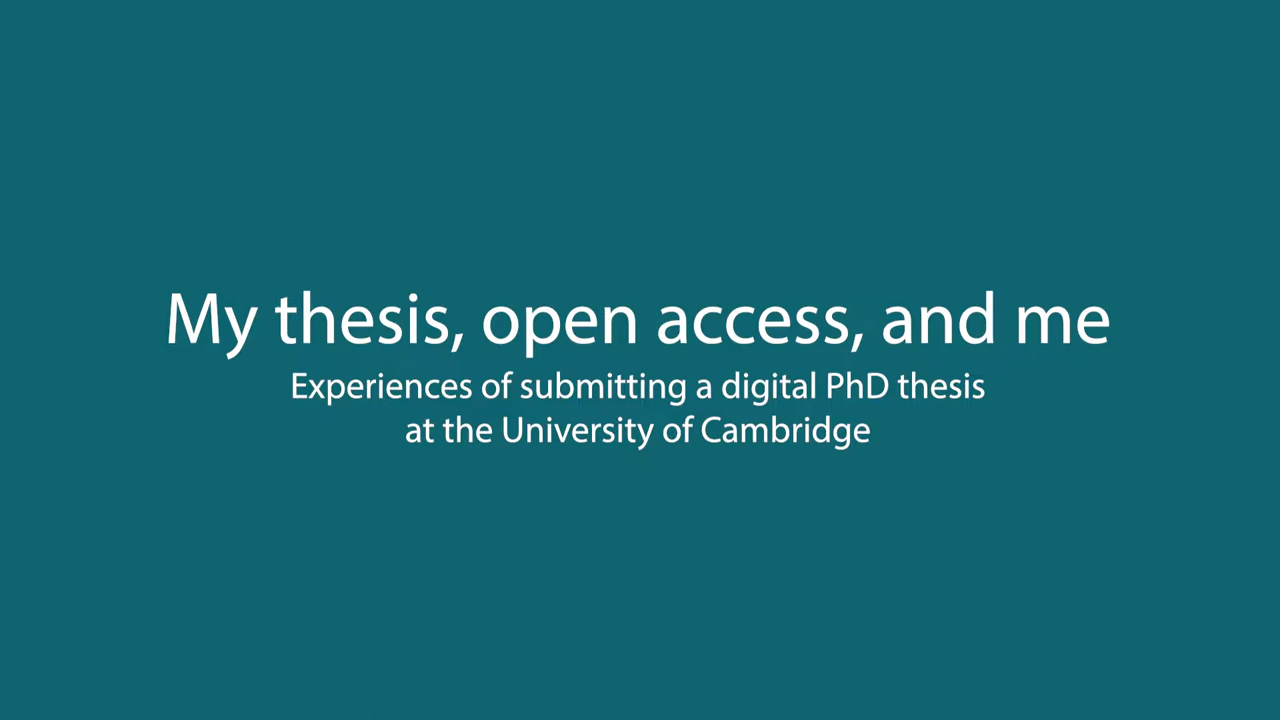 My thesis, open access, and me
Experiences of submitting a digital PhD thesis
at the University of Cambridge